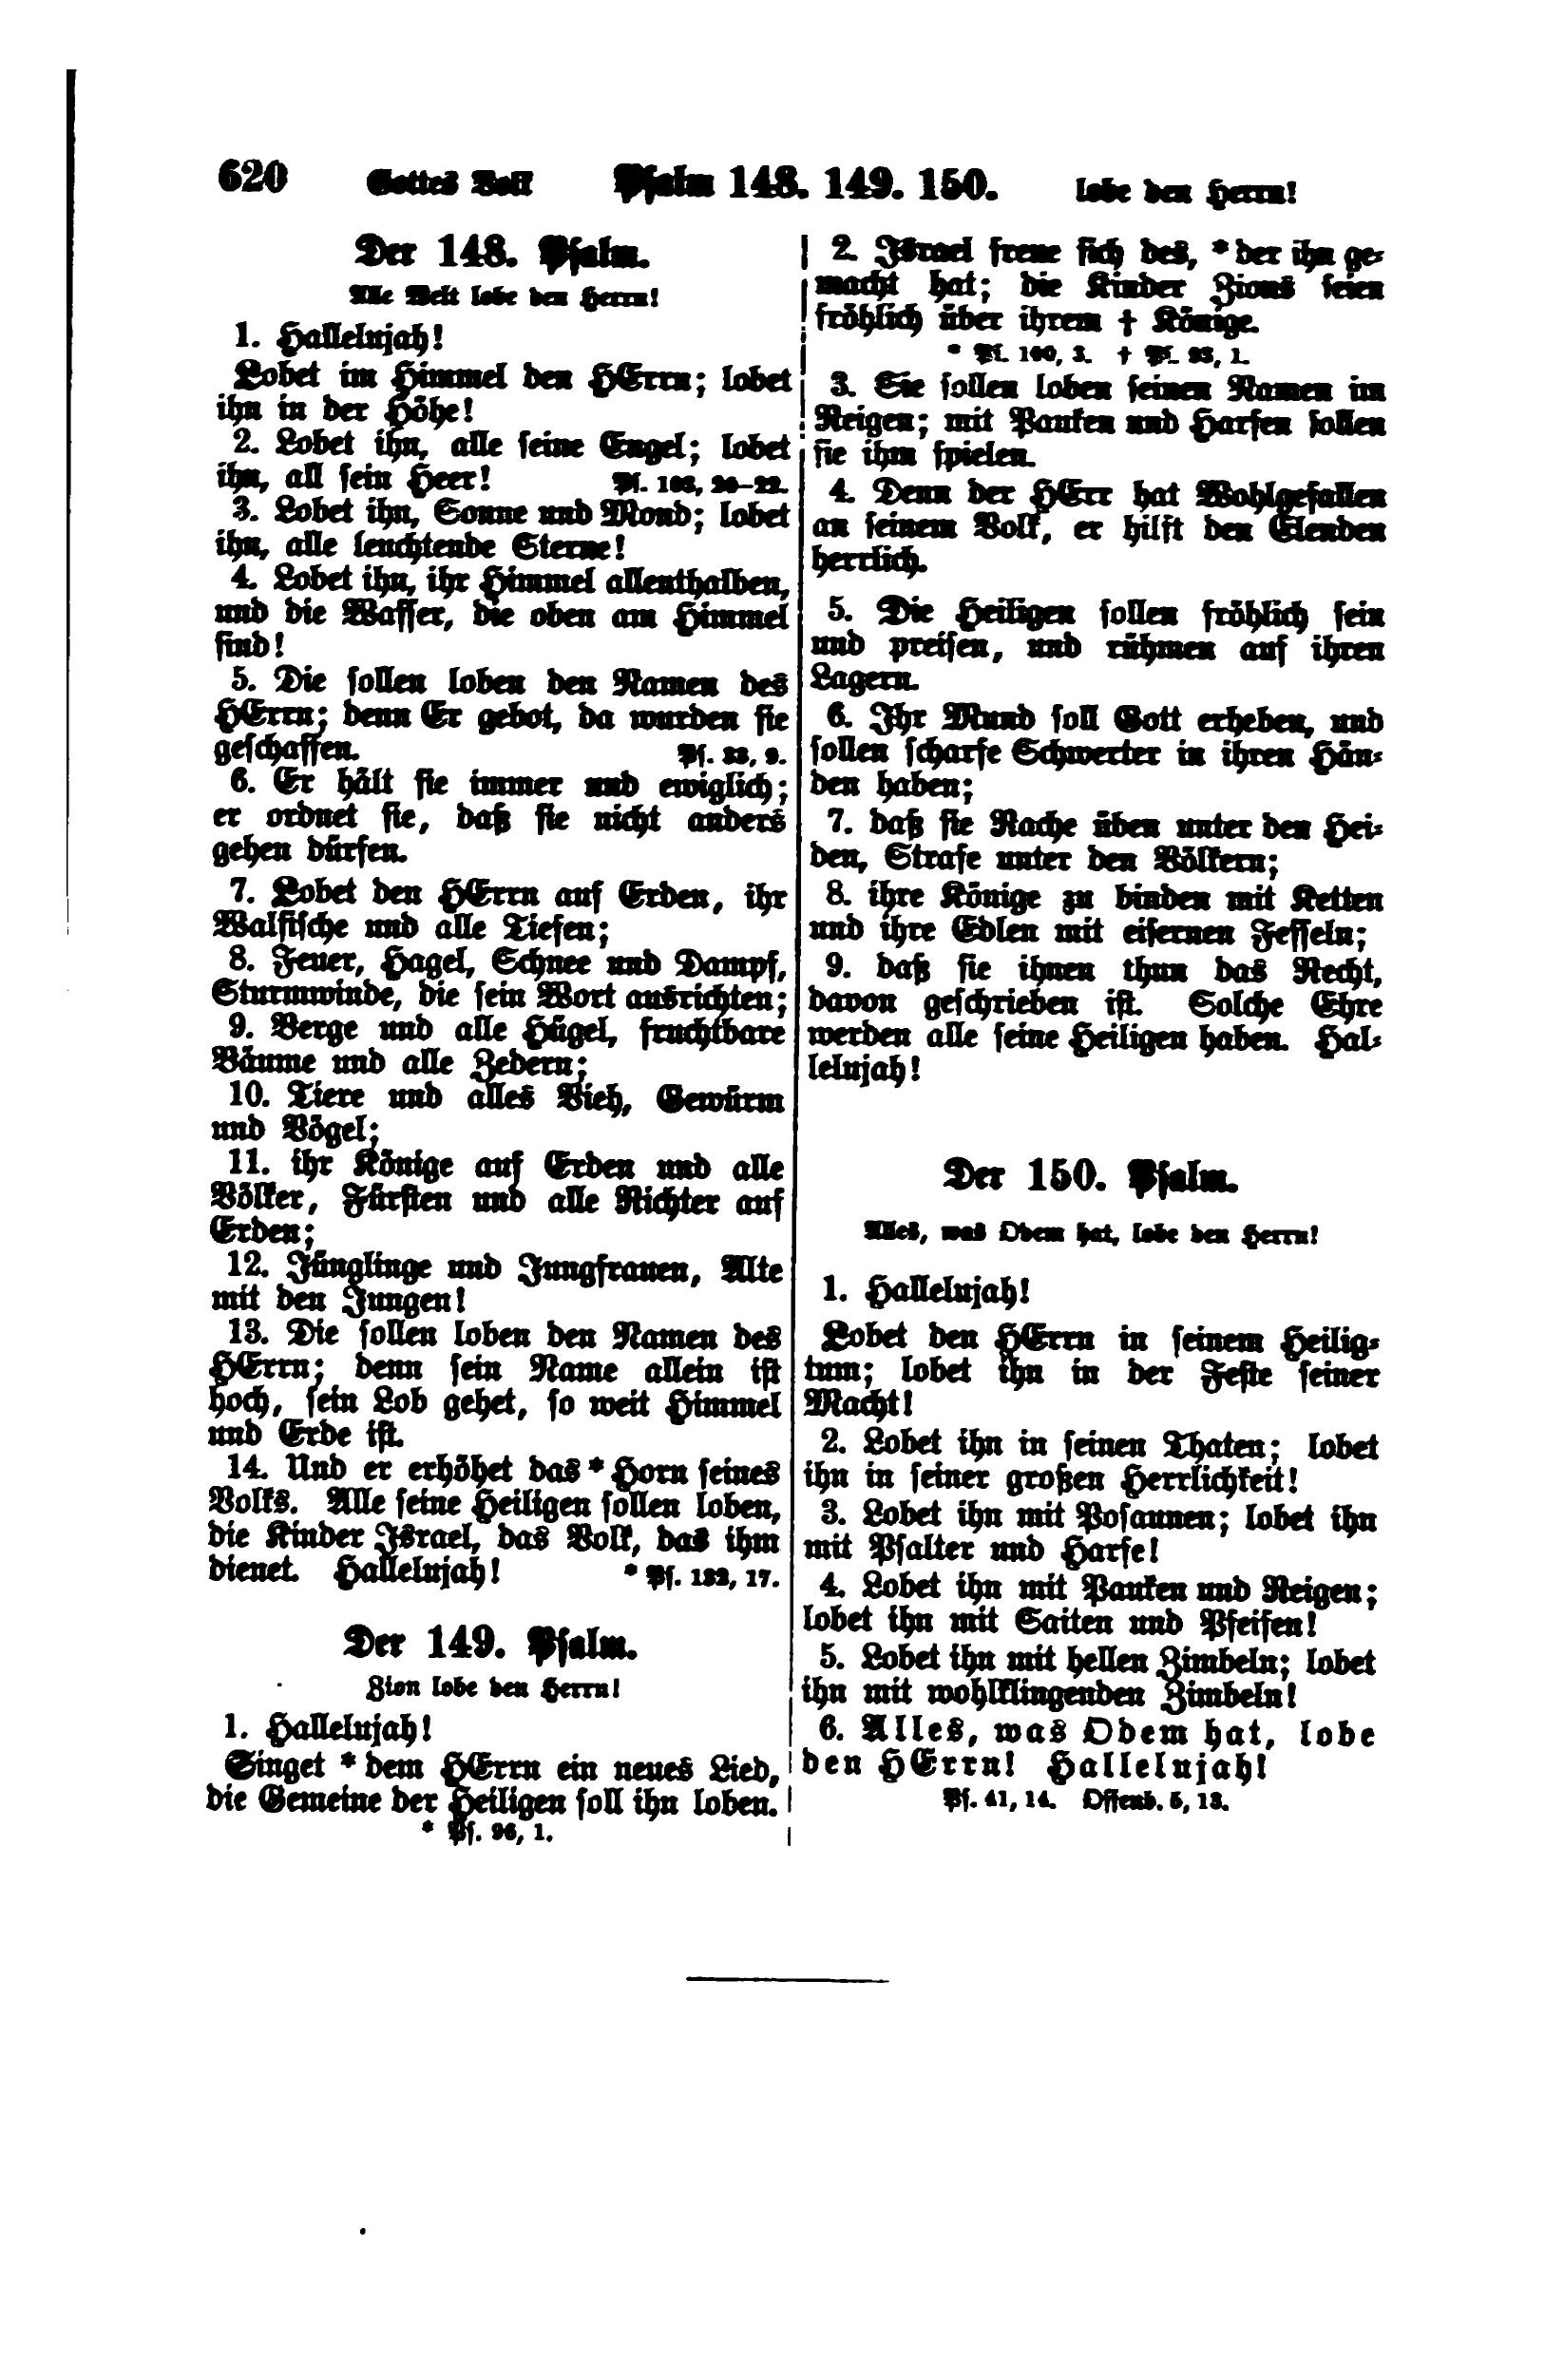 620 Gottes Volk Psalm 148. 149. 150. lobe den Herrn!
Der 148. Psalm.
Alle Welt lobe den Herrn!
1. Hallelujah!
Lobet im Himmel den HErrn; lobet
ihn in der Höhe!
2. Lobet ihn, alle seine Engel; lobet
ihn, all sein Heer! Ps. 103, 20–22.
3. Lobet ihn, Sonne und Mond; lobet
ihn, alle leuchtende Sterne!
4. Lobet ihn, ihr Himmel allenthalben,
und die Wasser, die oben am Himmel
sind!
5. Die sollen loben den Namen des
HErrn; denn Er gebot, da wurden sie
geschaffen. Ps. 33, 9.
6. Er hält sie immer und ewiglich;
er ordnet sie, daß sie nicht anders
gehen dürfen.
7. Lobet den HErrn auf Erden, ihr
Walfische und alle Tiefen;
8. Feuer, Hagel, Schnee und Dampf,
Sturmwinde, die sein Wort ausrichten;
9. Berge und alle Hügel, fruchtbare
Bäume und alle Zedern;
10. Tiere und alles Vieh, Gewürm
und Vögel;
11. ihr Könige auf Erden und alle
Völker, Fürsten und alle Richter auf
Erden;
12. Jünglinge und Jungfrauen, Alte
mit den Jungen!
13. Die sollen loben den Namen des
HErrn; denn sein Name allein ist
hoch, sein Lob gehet, so weit Himmel
und Erde ist.
14. Und er erhöhet das * Horn seines
Volks. Alle seine Heiligen sollen loben,
die Kinder Israel, das Volk, das ihm
dienet. Hallelujah! * Ps. 132, 17.
Der 149. Psalm.
Zion lobe den Herrn!
1. Hallelujah!
Singet * dem HErrn ein neues Lied,
die Gemeine der Heiligen soll ihn loben.
* Ps. 96, 1.
2. Israel freue sich des, * der ihn ge-
macht hat; die Kinder Zions seien
fröhlich über ihrem † Könige.
* Ps. 100, 3. † Ps. 93, 1.
3. Sie sollen loben seinen Namen im
Reigen; mit Pauken und Harfen sollen
sie ihm spielen.
4. Denn der HErr hat Wohlgefallen
an seinem Volk, er hilft den Elenden
herrlich.
5. Die Heiligen sollen fröhlich sein
und preisen, und rühmen auf ihren
Lagern.
6. Ihr Mund soll Gott erheben, und
sollen scharfe Schwerter in ihren Hän-
den haben;
7. daß sie Rache üben unter den Hei-
den, Strafe unter den Völkern;
8. ihre Könige zu binden mit Ketten
und ihre Edlen mit eisernen Fesseln;
9. daß sie ihnen thun das Recht,
davon geschrieben ist. Solche Ehre
werden alle seine Heiligen haben. Hal-
lelujah!
Der 150. Psalm.
Alles, was Odem hat, lobe den Herrn!
1. Hallelujah!
Lobet den HErrn in seinem Heilig-
tum; lobet ihn in der Feste seiner
Macht!
2. Lobet ihn in seinen Thaten; lobet
ihn in seiner großen Herrlichkeit!
3. Lobet ihn mit Posaunen; lobet ihn
mit Psalter und Harfe!
4. Lobet ihn mit Pauken und Reigen;
lobet ihn mit Saiten und Pfeifen!
5. Lobet ihn mit hellen Zimbeln; lobet
ihn mit wohlklingenden Zimbeln!
6. Alles, was Odem hat, lobe
den HErrn! Hallelujah!
Ps. 41, 14. Offenb. 5, 13.